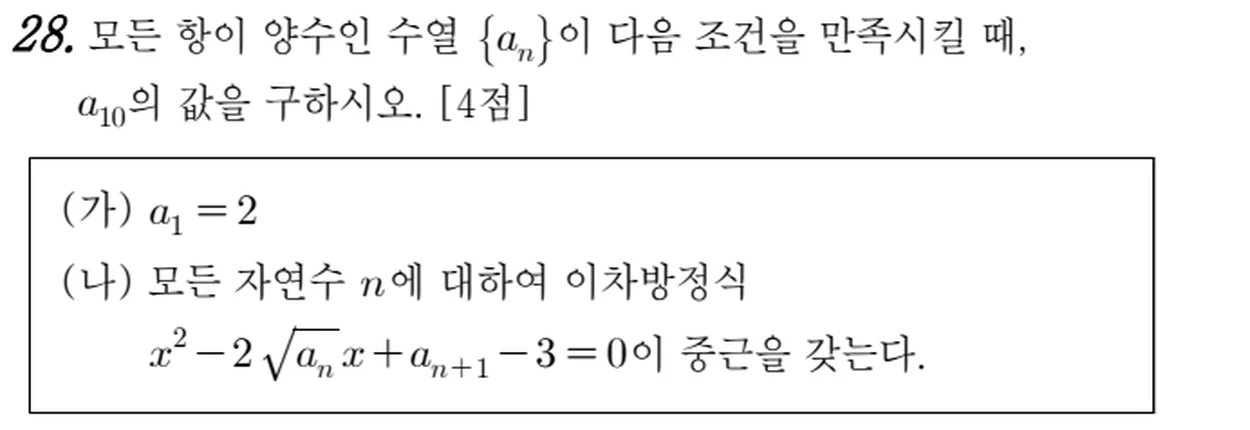 28. 모든 항이 양수인 수열 {aₙ}이 다음 조건을 만족시킬 때,
a₁₀의 값을 구하시오. [4점]
(가) a₁ = 2
(나) 모든 자연수 n에 대하여 이차방정식
x² − 2√aₙ x + aₙ₊₁ − 3 = 0이 중근을 갖는다.